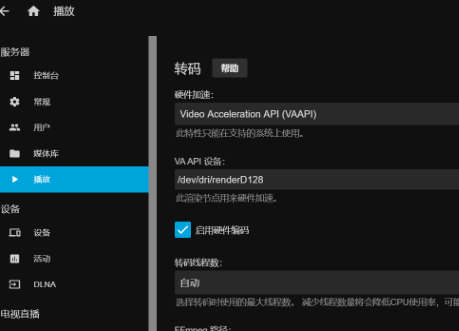 播放
服务器
控制台
常规
用户
媒体库
播放
设备
设备
活动
DLNA
电视直播
转码 帮助
硬件加速:
Video Acceleration API (VAAPI)
此特性只能在支持的系统上使用。
VA API 设备:
/dev/dri/renderD128
此渲染节点用来硬件加速。
启用硬件编码
转码线程数:
自动
选择转码时使用的最大线程数。 减少线程数量将会降低CPU使用率, 可能
FFmpeg 路径: